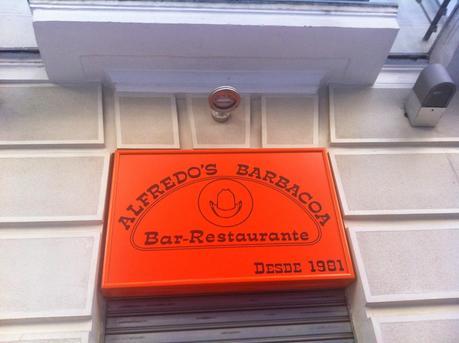 ALFREDO'S BARBACOA
Bar-Restaurante
DESDE 1981